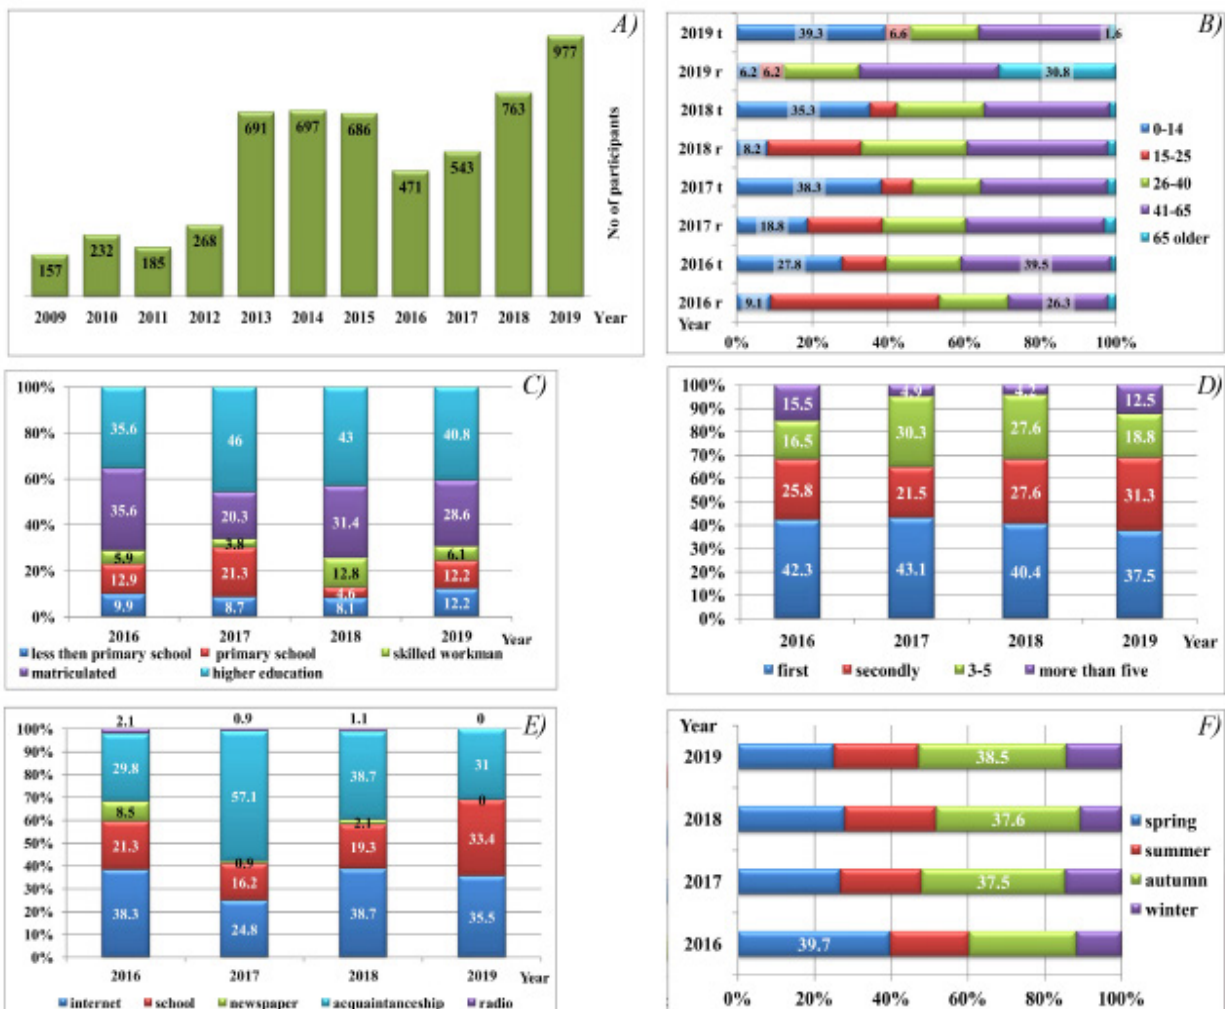 A)
977
763
691
697
686
543
471
268
232
185
157
No of participants
2009 2010 2011 2012 2013 2014 2015 2016 2017 2018 2019 Year
B)
2019 t 39.3 6.6 1.6
2019 r 6.2 6.2 30.8
2018 t 35.3
2018 r 8.2
2017 t 38.3
2017 r 18.8
2016 t 27.8 39.5
2016 r 9.1 26.3
Year
0% 20% 40% 60% 80% 100%
0-14
15-25
26-40
41-65
65 older
C)
100%
80%
60%
40%
20%
0%
35.6 46 43 40.8
35.6 20.3 31.4 28.6
5.9 3.8 12.8 6.1
12.9 21.3 4.6 12.2
9.9 8.7 8.1 12.2
2016 2017 2018 2019 Year
less then primary school primary school skilled workman
matriculated higher education
D)
100%
90%
80%
70%
60%
50%
40%
30%
20%
10%
0%
15.5 4.9 4.2 12.5
16.5 30.3 27.6 18.8
25.8 21.5 27.6 31.3
42.3 43.1 40.4 37.5
2016 2017 2018 2019
first secondly 3-5 more than five
E)
100%
90%
80%
70%
60%
50%
40%
30%
20%
10%
0%
2.1 0.9 1.1 0
29.8 57.1 38.7 31
8.5 0.9 2.1 0
21.3 16.2 19.3 33.4
38.3 24.8 38.7 35.5
2016 2017 2018 2019 Year
internet school newspaper acquaintanceship radio
F)
Year
2019 38.5
2018 37.6
2017 37.5
2016 39.7
0% 20% 40% 60% 80% 100%
spring
summer
autumn
winter